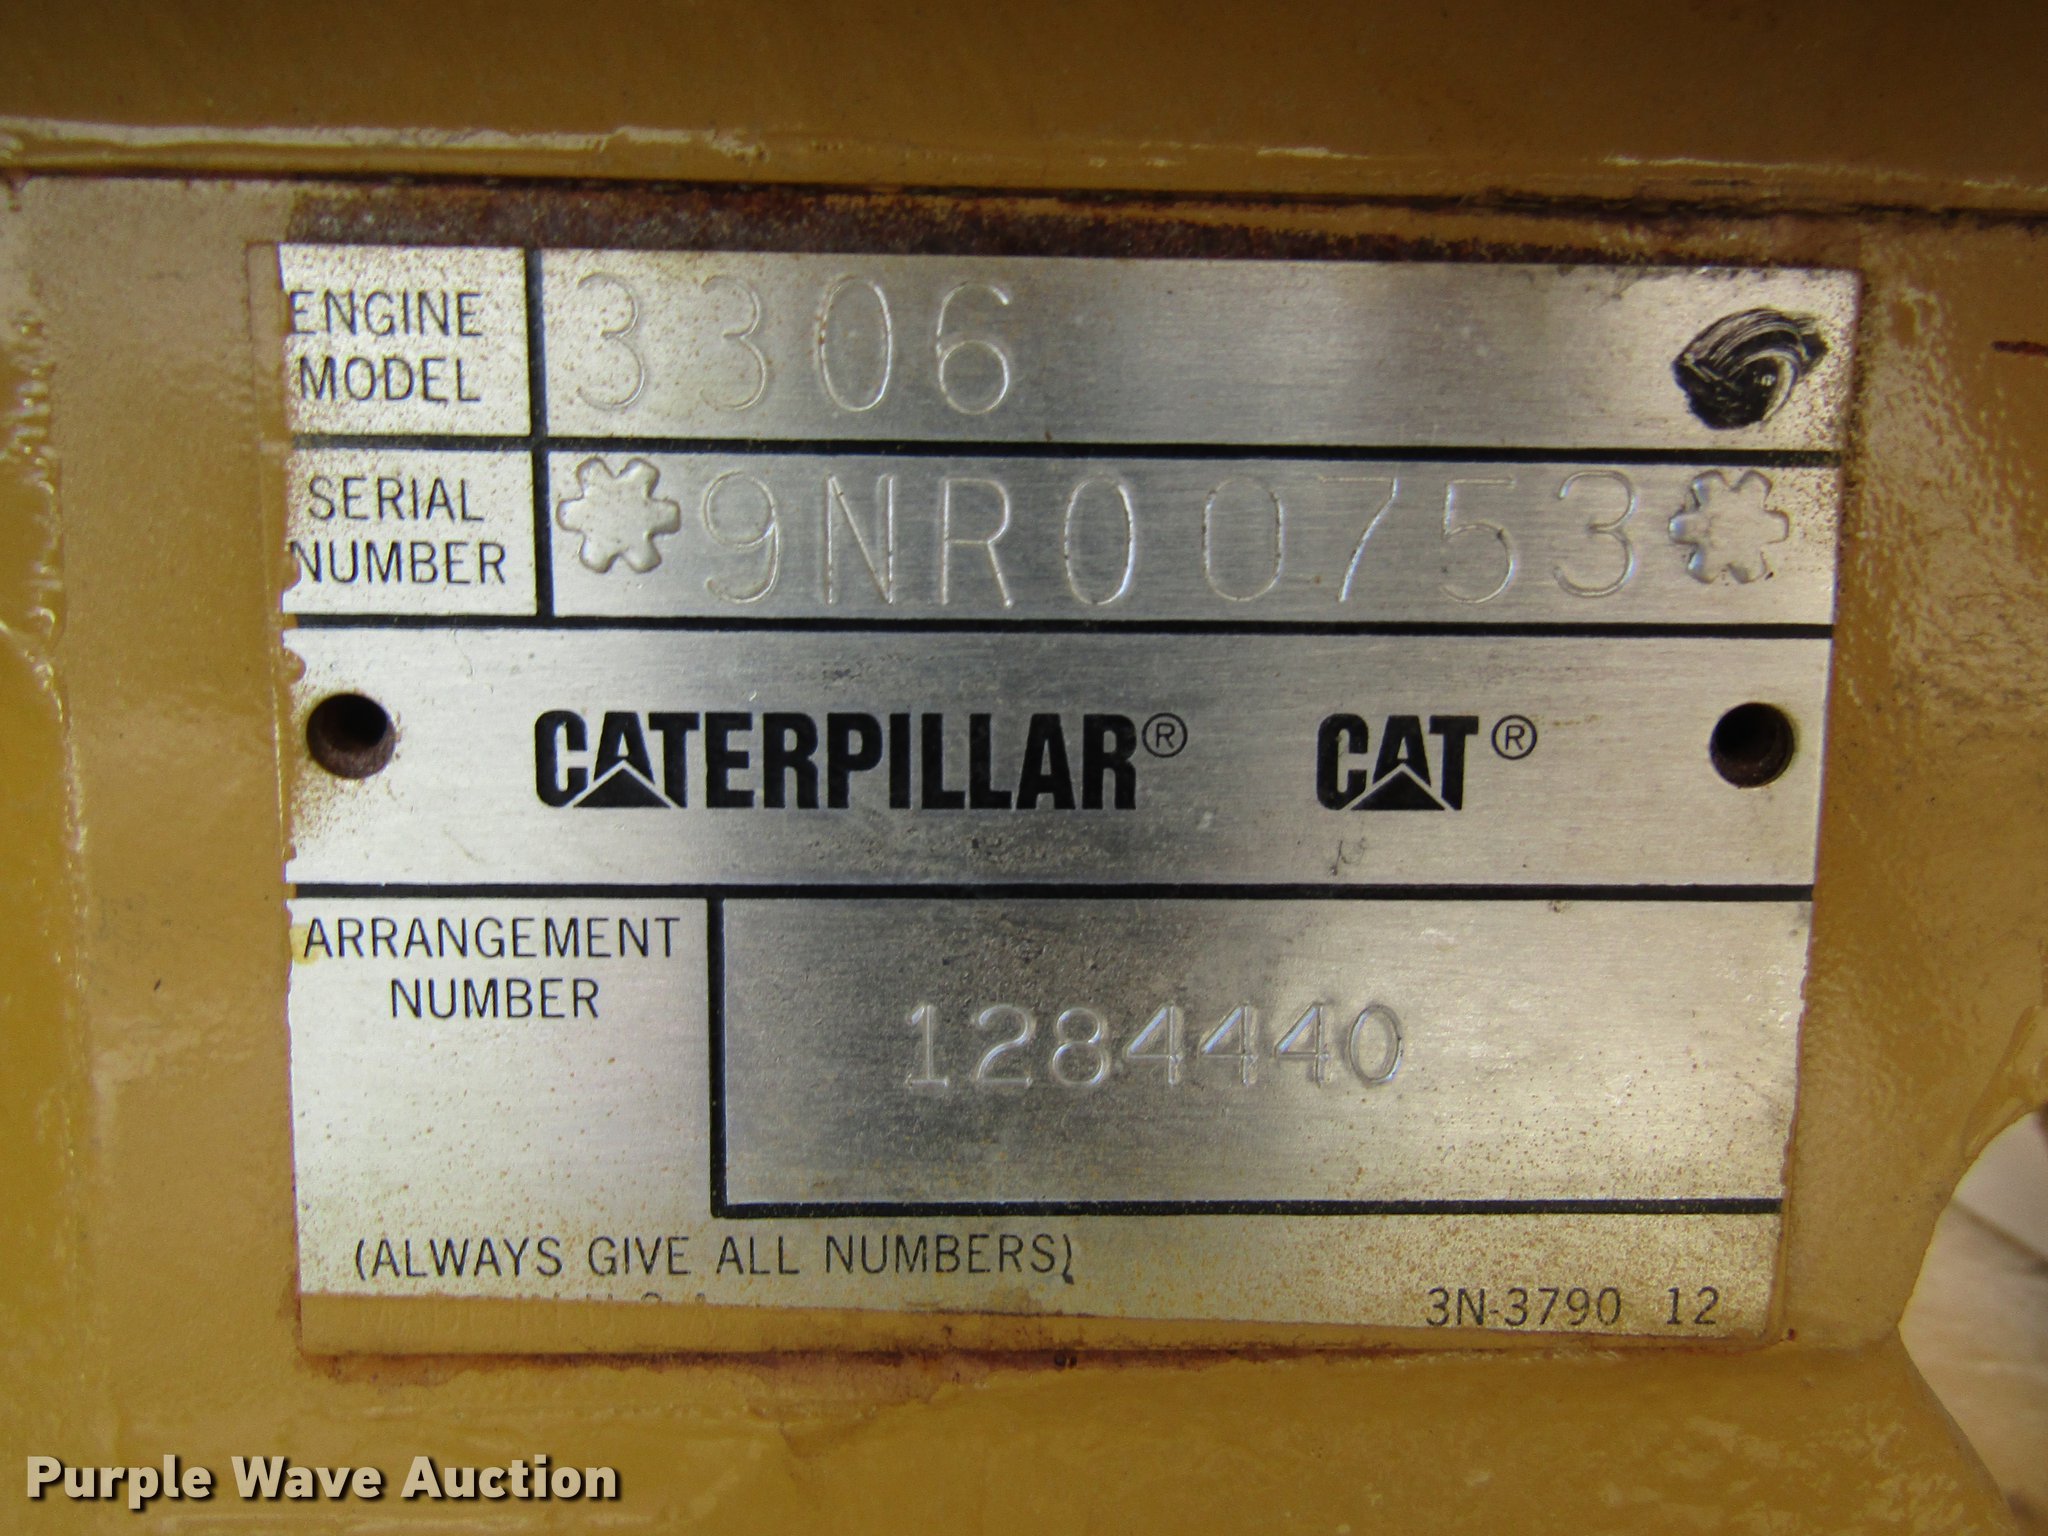 ENGINE MODEL 3306
SERIAL NUMBER *9NR00753*
CATERPILLAR® CAT®
ARRANGEMENT NUMBER 1284440
(ALWAYS GIVE ALL NUMBERS)
3N-3790 12
Purple Wave Auction